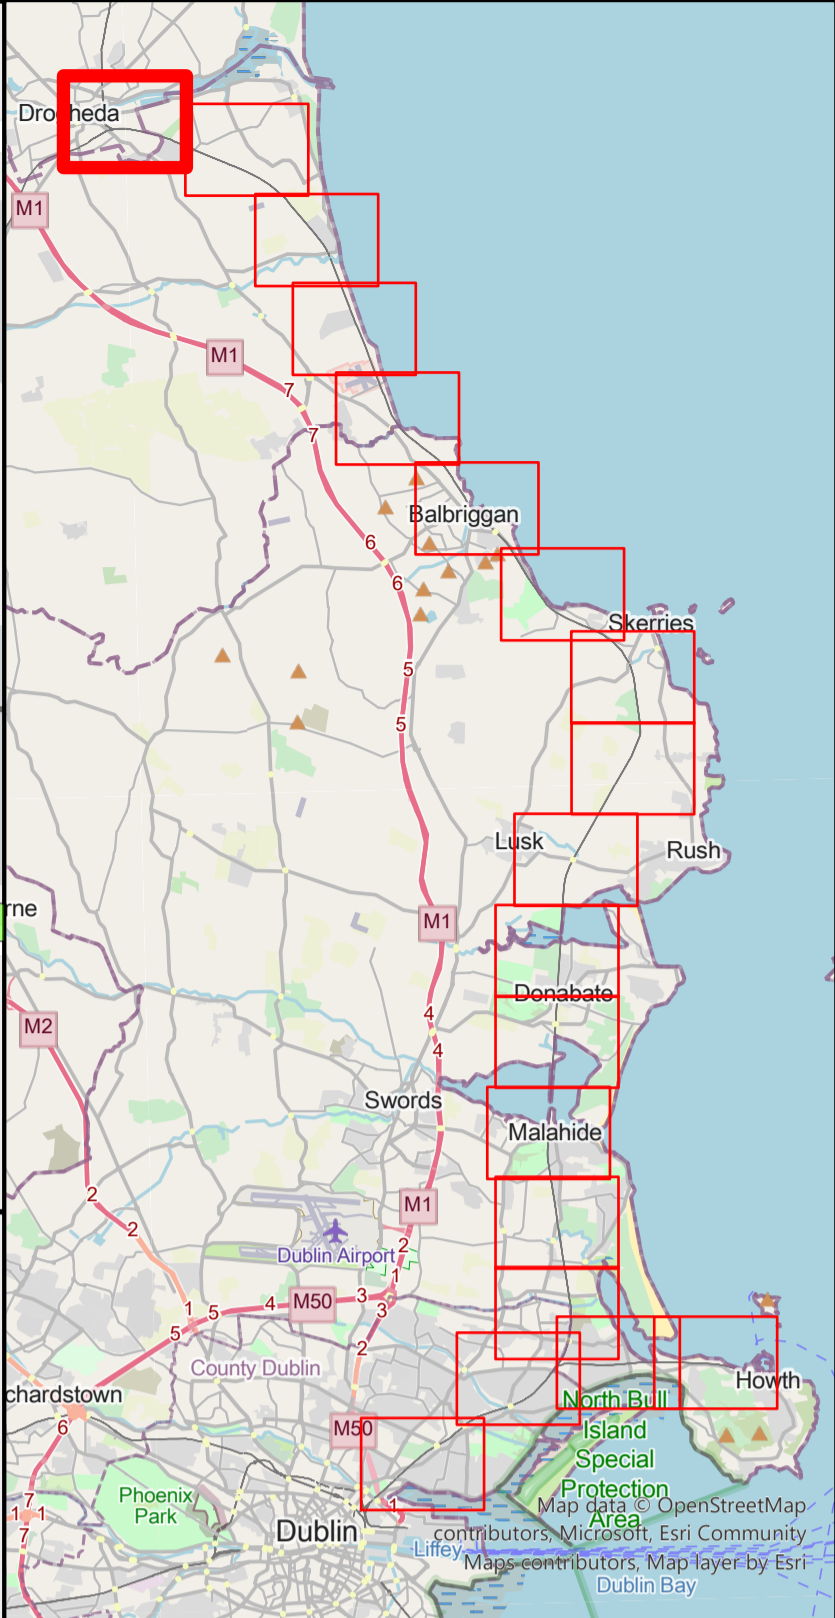 Drogheda
M1
M1
7
7
Balbriggan
6
6
Skerries
5
5
Lusk
Rush
rne
M1
Donabate
4
M2
4
Swords
Malahide
2
M1
2
Dublin Airport
2
1
3
M50
4
5
1
3
5
2
County Dublin
Howth
chardstown
North Bull
Island
Special
Protection
Area
M50
6
7
1
1
7
Phoenix
Park
1
Dublin
Liffey
Map data © OpenStreetMap
contributors, Microsoft, Esri Community
Maps contributors, Map layer by Esri
Dublin Bay